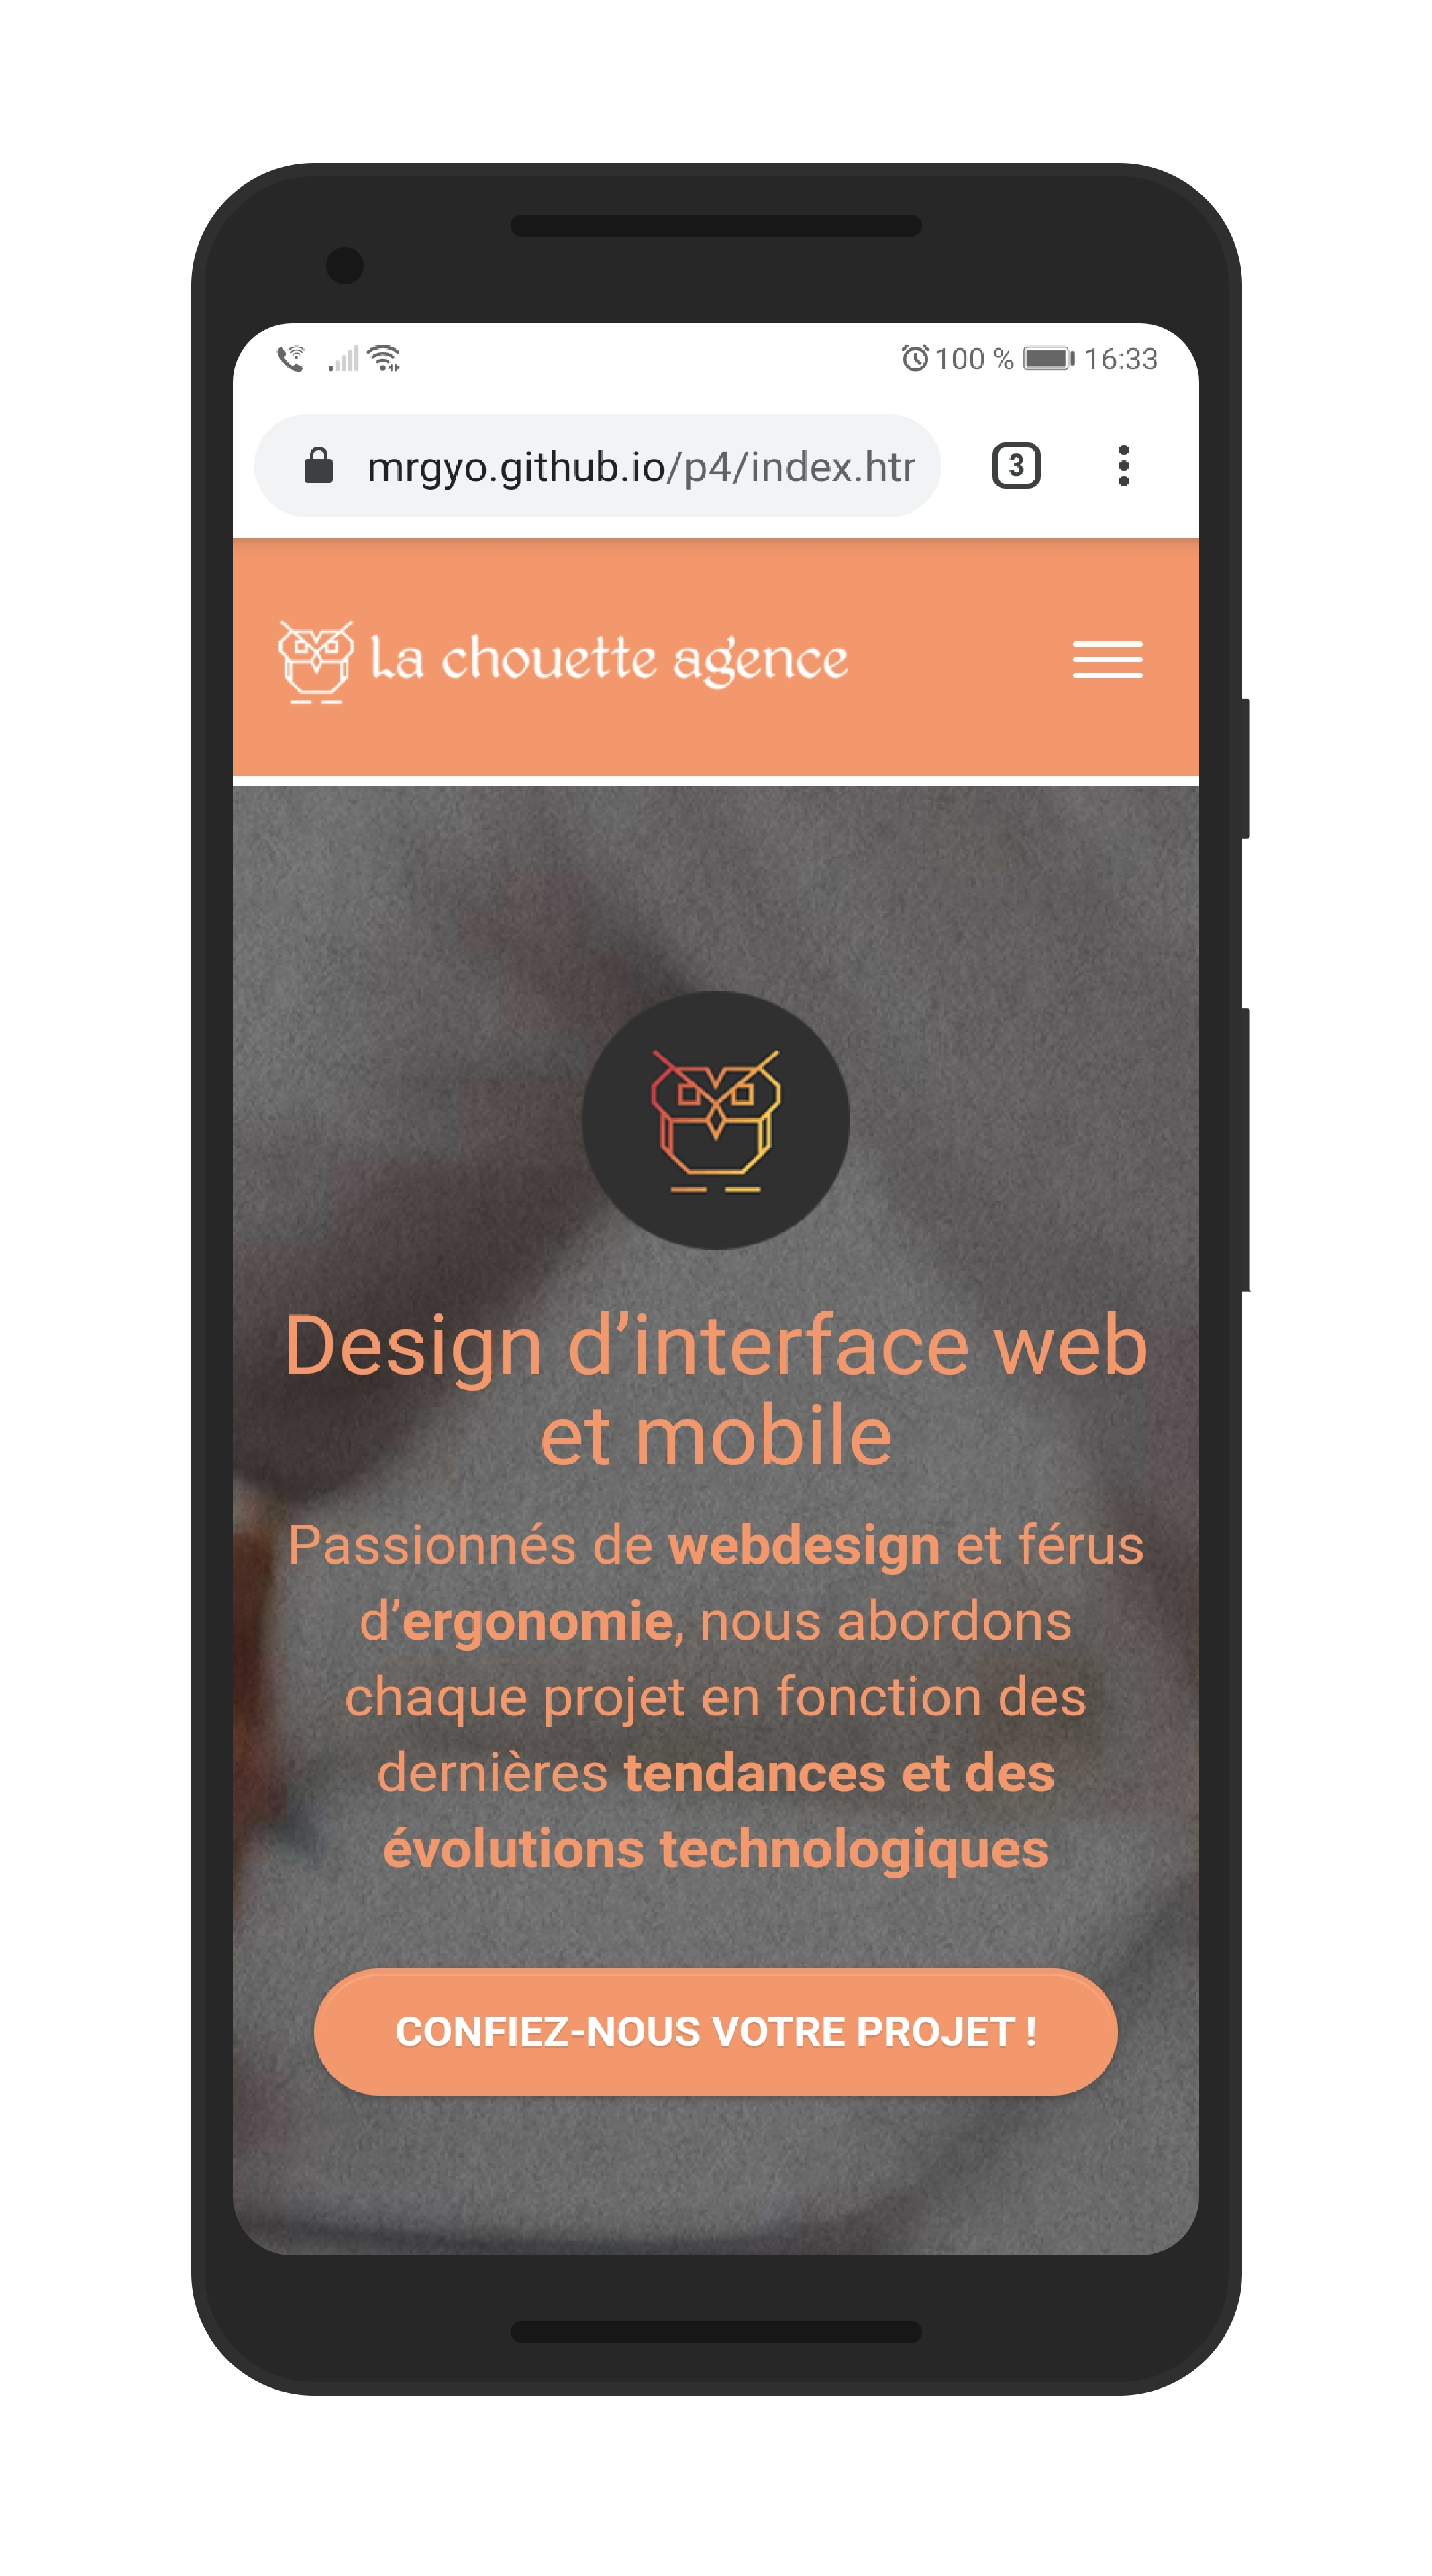 100 % 16:33
mrgyo.github.io/p4/index.htr
3
La chouette agence
Design d’interface web
et mobile
Passionnés de webdesign et férus
d’ergonomie, nous abordons
chaque projet en fonction des
dernières tendances et des
évolutions technologiques
CONFIEZ-NOUS VOTRE PROJET !